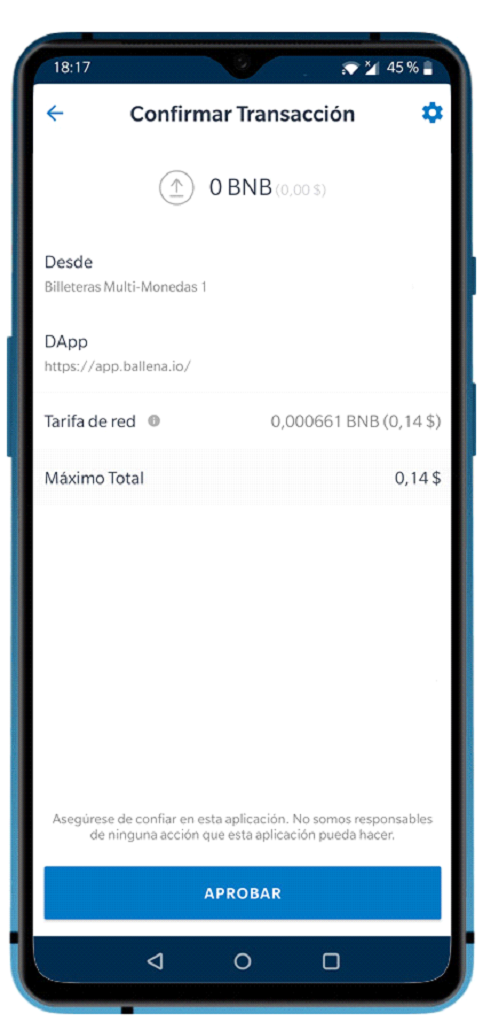 18:17 45%
Confirmar Transacción
0 BNB (0,00 $)
Desde
Billeteras Multi-Monedas 1
DApp
https://app.ballena.io/
Tarifa de red 0,000661 BNB (0,14 $)
Máximo Total 0,14 $
Asegúrese de confiar en esta aplicación. No somos responsables
de ninguna acción que esta aplicación pueda hacer.
APROBAR